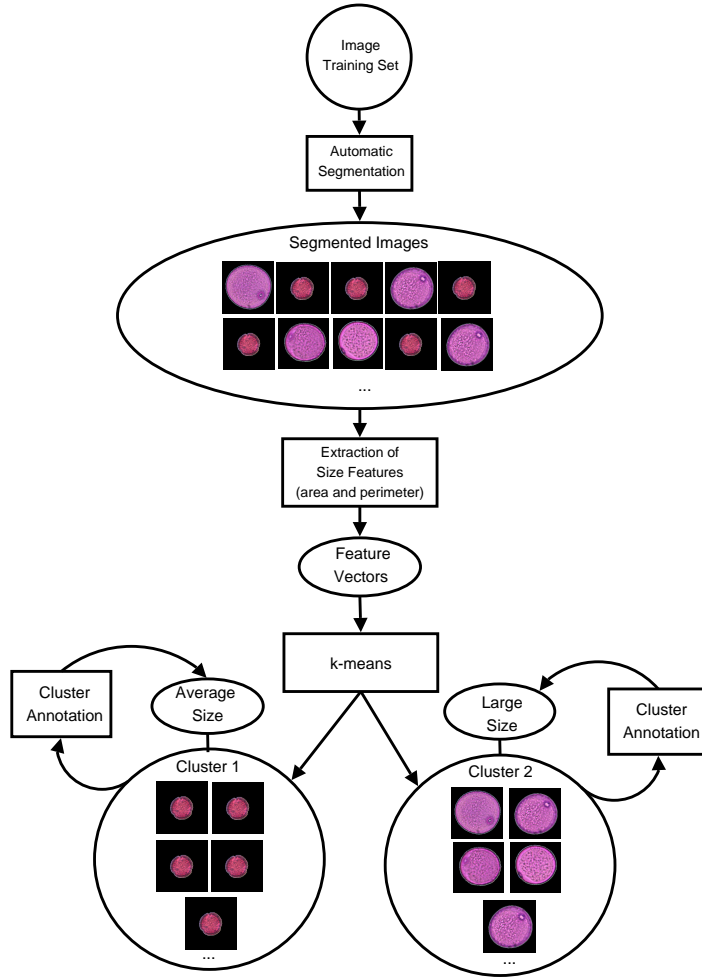 Image
Training Set
Automatic
Segmentation
Segmented Images
...
Extraction of
Size Features
(area and perimeter)
Feature
Vectors
k-means
Cluster
Annotation
Average
Size
Large
Size
Cluster
Annotation
Cluster 1
...
Cluster 2
...